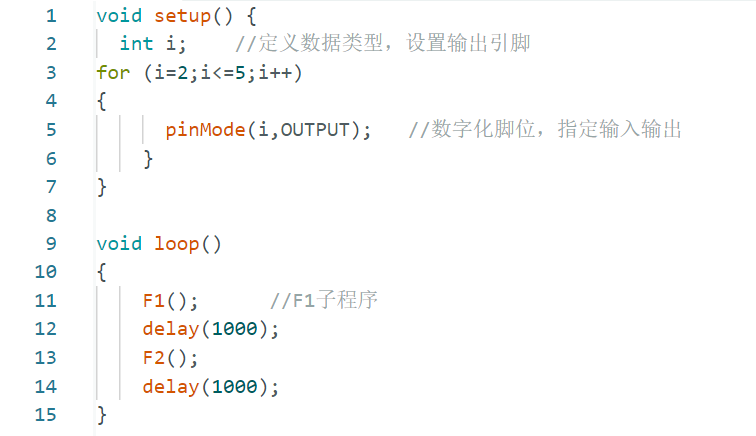 1 void setup() {
2 int i; //定义数据类型，设置输出引脚
3 for (i=2;i<=5;i++)
4 {
5 pinMode(i,OUTPUT); //数字化脚位，指定输入输出
6 }
7 }
8
9 void loop()
10 {
11 F1(); //F1子程序
12 delay(1000);
13 F2();
14 delay(1000);
15 }